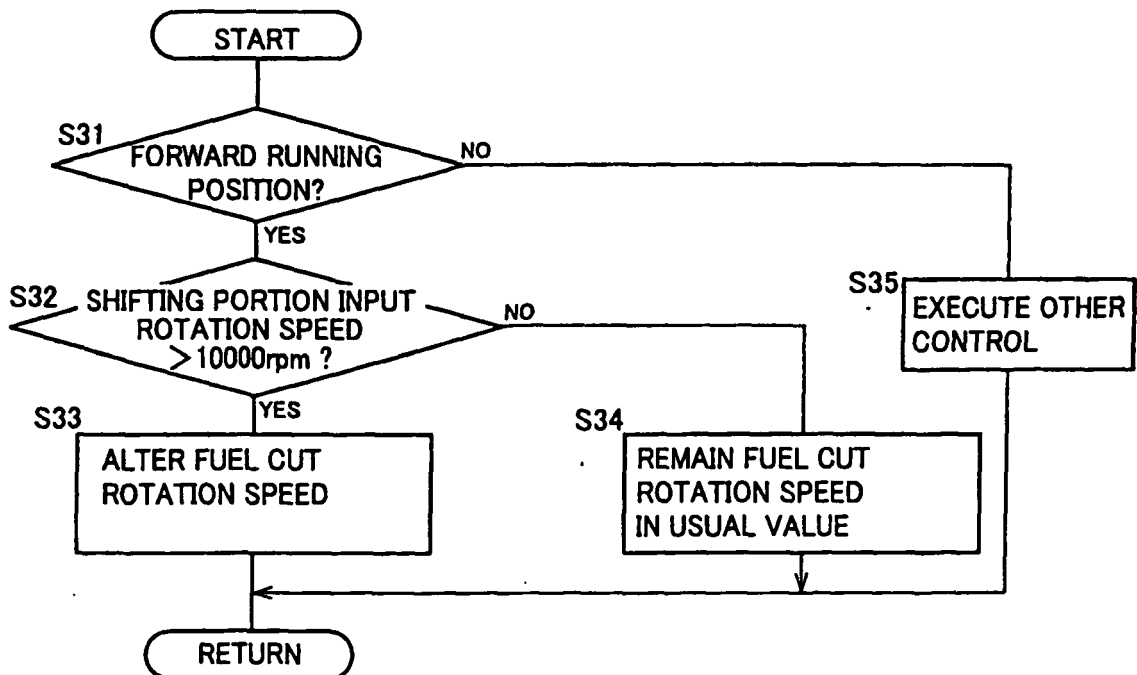 START
S31
FORWARD RUNNING
POSITION?
NO
YES
S32
SHIFTING PORTION INPUT
ROTATION SPEED
>10000rpm ?
NO
YES
S35
EXECUTE OTHER
CONTROL
S33
ALTER FUEL CUT
ROTATION SPEED
S34
REMAIN FUEL CUT
ROTATION SPEED
IN USUAL VALUE
RETURN